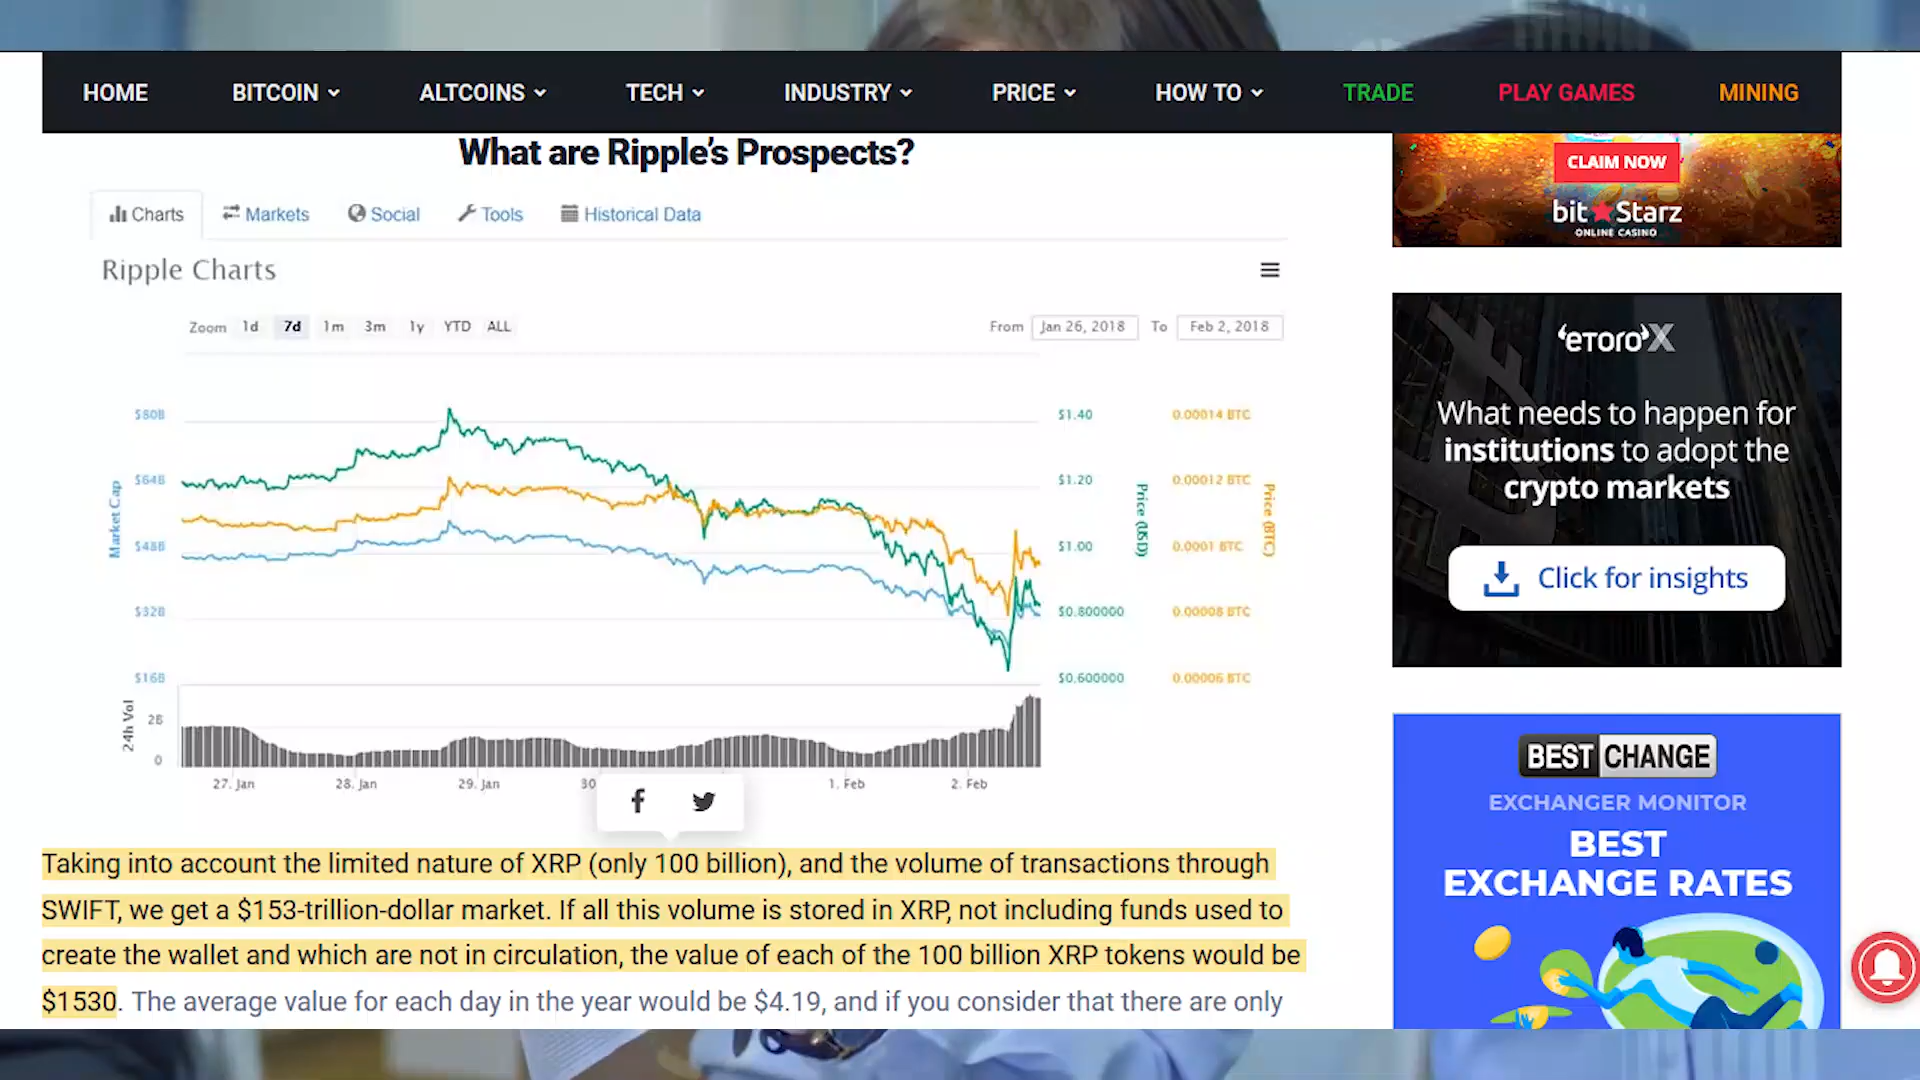 HOME BITCOIN ALTCOINS TECH INDUSTRY PRICE HOW TO TRADE PLAY GAMES MINING
What are Ripple's Prospects?
Charts Markets Social Tools Historical Data
Ripple Charts
Zoom 1d 7d 1m 3m 1y YTD ALL
From Jan 26, 2018 To Feb 2, 2018
$80B $1.40 0.00014 BTC
$64B $1.20 0.00012 BTC
$48B $1.00 0.0001 BTC
$32B $0.800000 0.00008 BTC
$16B $0.600000 0.00006 BTC
Market Cap
Price (USD)
Price (BTC)
24h Vol
2B
0
27. Jan 28. Jan 29. Jan 30 1. Feb 2. Feb
Taking into account the limited nature of XRP (only 100 billion), and the volume of transactions through
SWIFT, we get a $153-trillion-dollar market. If all this volume is stored in XRP, not including funds used to
create the wallet and which are not in circulation, the value of each of the 100 billion XRP tokens would be
$1530. The average value for each day in the year would be $4.19, and if you consider that there are only
CLAIM NOW
bit Starz
ONLINE CASINO
eToroX
What needs to happen for
institutions to adopt the
crypto markets
Click for insights
BEST CHANGE
EXCHANGER MONITOR
BEST
EXCHANGE RATES